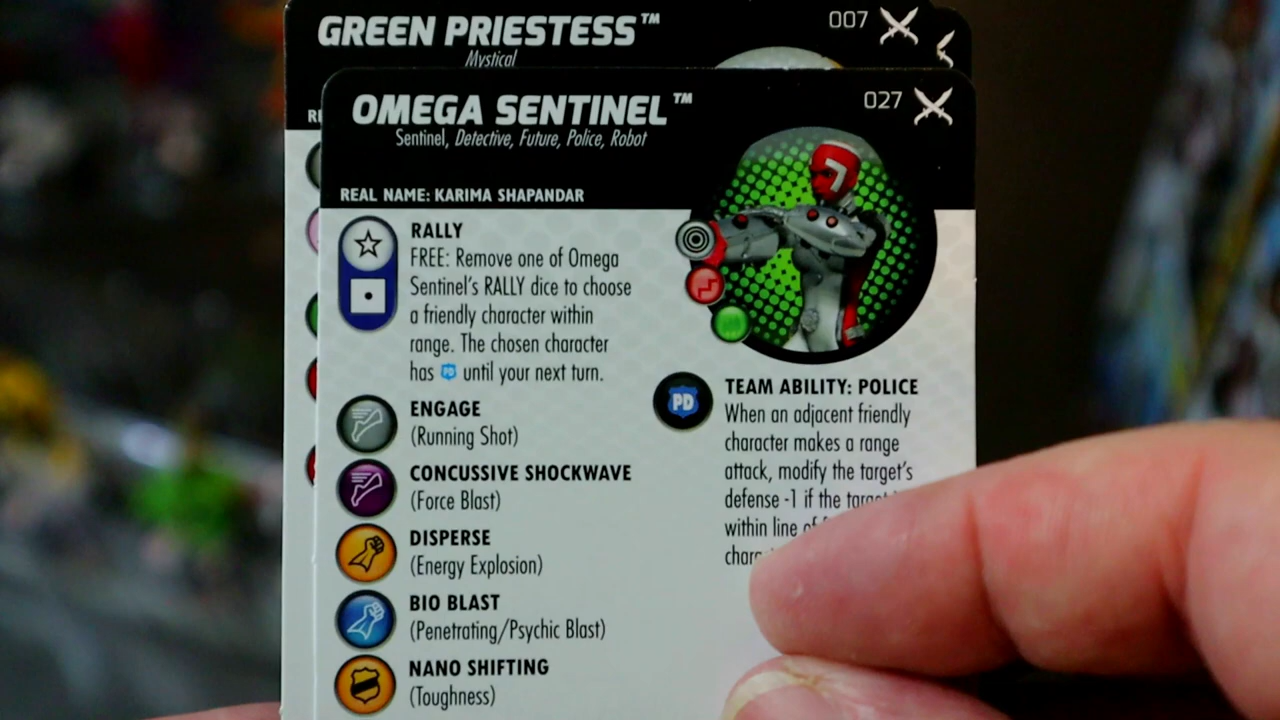 GREEN PRIESTESS™
007
Mystical
OMEGA SENTINEL™
027
Sentinel, Detective, Future, Police, Robot
REAL NAME: KARIMA SHAPANDAR
RALLY
FREE: Remove one of Omega
Sentinel's RALLY dice to choose
a friendly character within
range. The chosen character
has PD until your next turn.
ENGAGE
(Running Shot)
CONCUSSIVE SHOCKWAVE
(Force Blast)
DISPERSE
(Energy Explosion)
BIO BLAST
(Penetrating/Psychic Blast)
NANO SHIFTING
(Toughness)
PD
TEAM ABILITY: POLICE
When an adjacent friendly
character makes a range
attack, modify the target's
defense -1 if the
within line